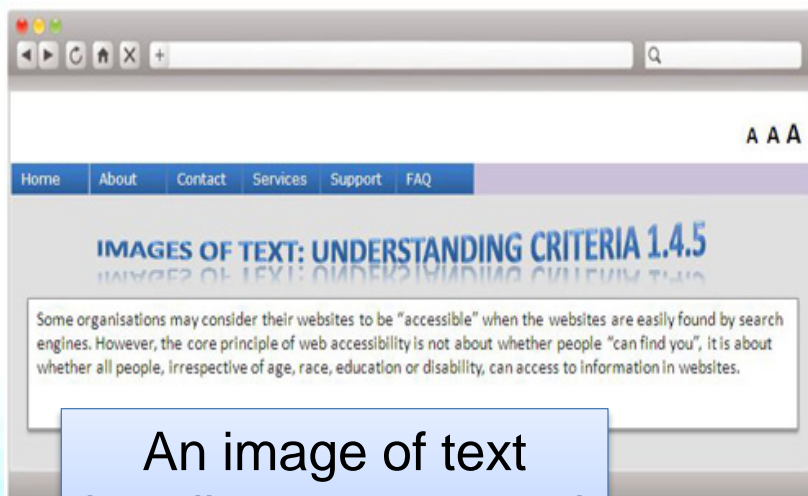 A A A
Home About Contact Services Support FAQ
IMAGES OF TEXT: UNDERSTANDING CRITERIA 1.4.5
Some organisations may consider their websites to be “accessible” when the websites are easily found by search
engines. However, the core principle of web accessibility is not about whether people “can find you”, it is about
whether all people, irrespective of age, race, education or disability, can access to information in websites.
An image of text